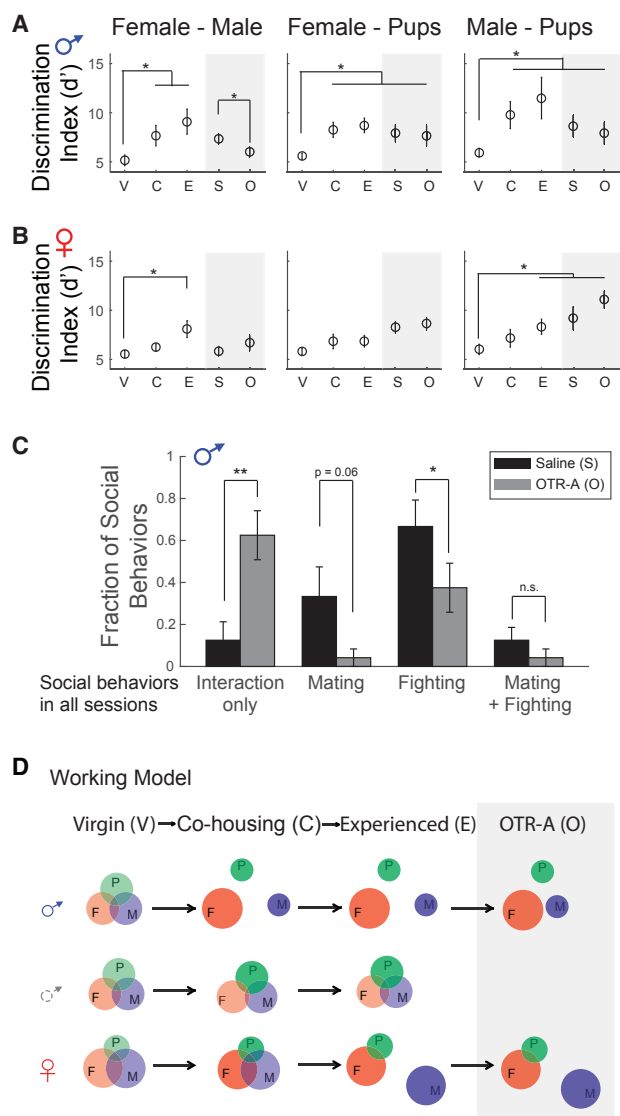 A
Female - Male
Female - Pups
Male - Pups
Discrimination
Index (d')
15
10
5
*
*
*
*
V C E S O
V C E S O
V C E S O
B
Discrimination
Index (d')
15
10
5
*
*
V C E S O
V C E S O
V C E S O
C
Fraction of Social
Behaviors
1
0.8
0.6
0.4
0.2
0
**
p = 0.06
*
n.s.
Saline (S)
OTR-A (O)
Social behaviors
in all sessions
Interaction
only
Mating
Fighting
Mating
+ Fighting
D
Working Model
Virgin (V) Co-housing (C) Experienced (E) OTR-A (O)
P P P P
F M F M F M F M
P P P
F M F M F M
P P P P
F M F M F M F M